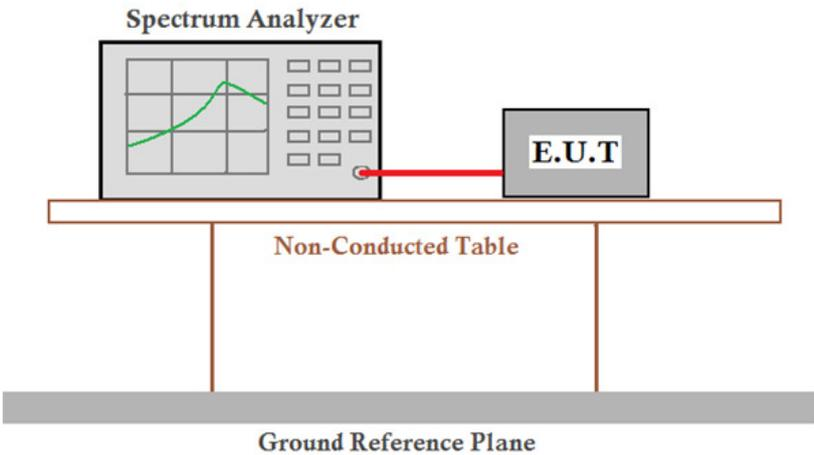 Spectrum Analyzer
E.U.T
Non-Conducted Table
Ground Reference Plane